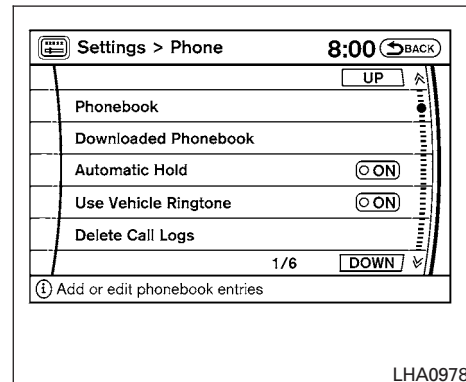 Settings > Phone 8:00 BACK
UP
Phonebook
Downloaded Phonebook
Automatic Hold ON
Use Vehicle Ringtone ON
Delete Call Logs
1/6 DOWN
i Add or edit phonebook entries
LHA0978